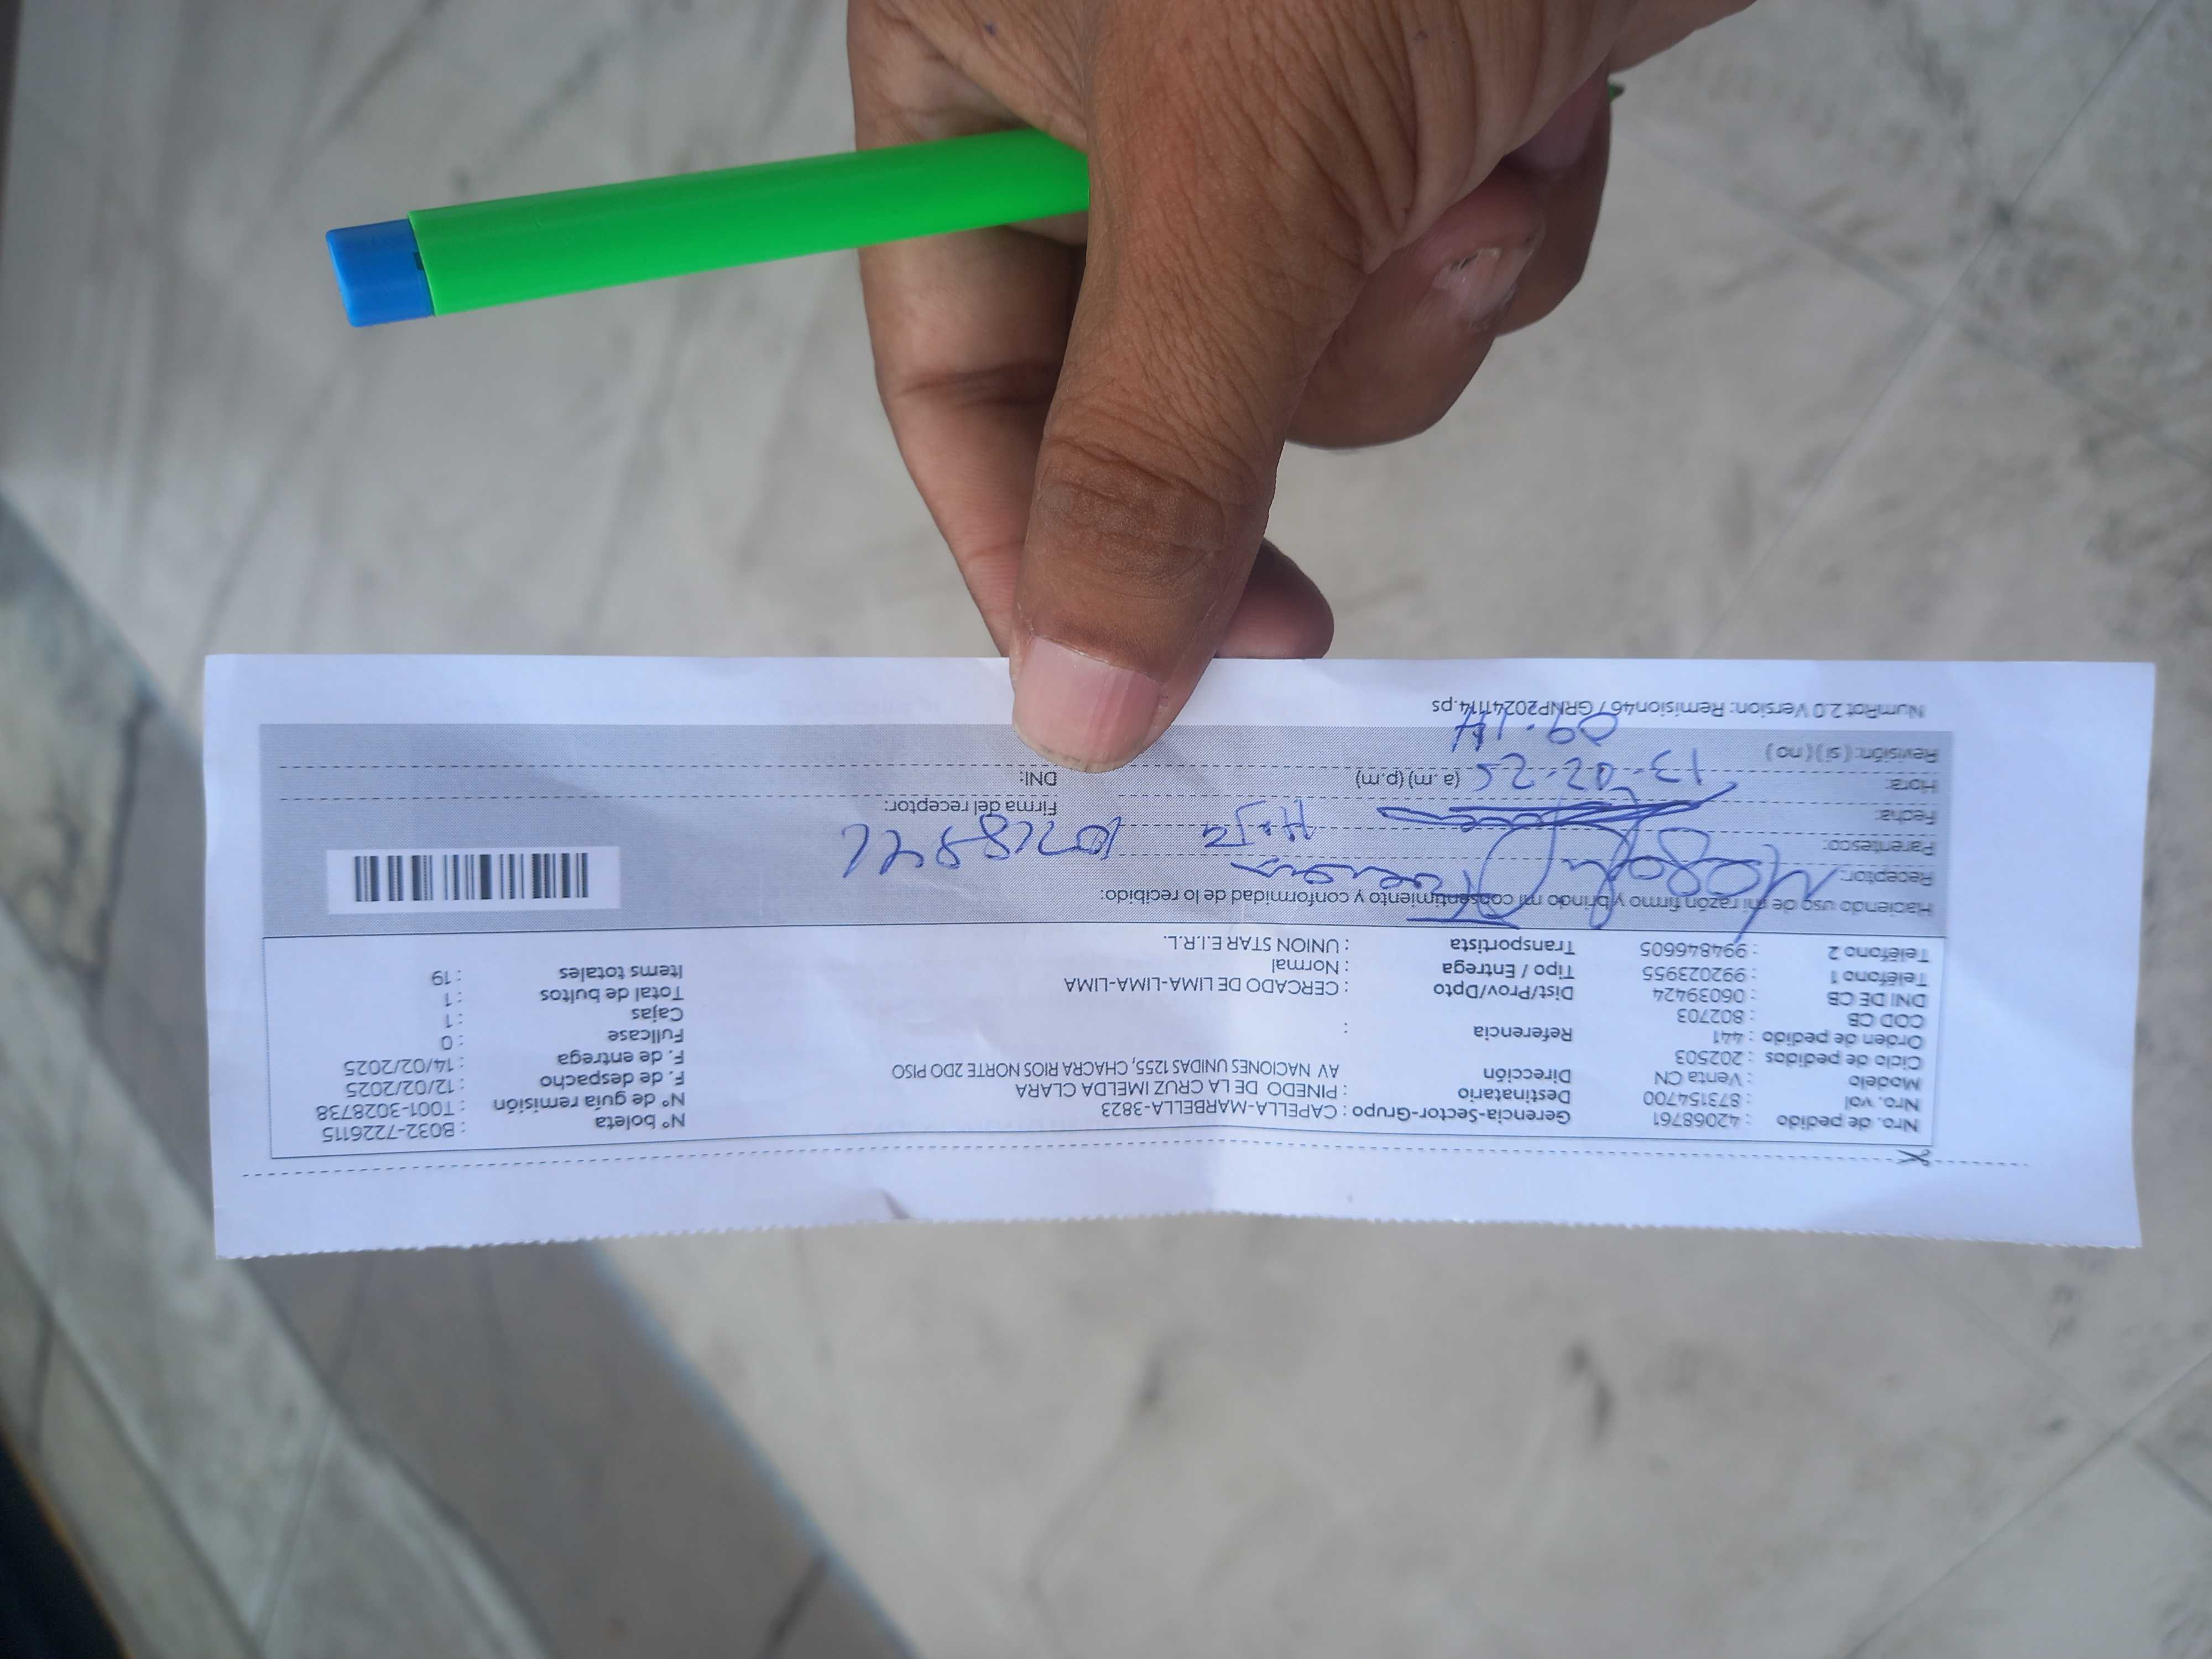 Nro. de pedido : 42068761 Gerencia-Sector-Grupo : CAPELLA-MARBELLA-3823 N° boleta : B032-7226115
Nro. vol : 873154700 Destinatario : PINEDO DE LA CRUZ IMELDA CLARA N° de guía remisión : T001-3028738
Modelo : Venta CN Dirección AV NACIONES UNIDAS 1255, CHACRA RIOS NORTE 2DO PISO F. de despacho : 12/02/2025
Ciclo de pedidos : 202503 F. de entrega : 14/02/2025
Orden de pedido : 441 Referencia : Fullcase : 0
COD CB : 802703 Cajas : 1
DNI DE CB : 06039424 Dist/Prov/Dpto : CERCADO DE LIMA-LIMA-LIMA Total de bultos : 1
Teléfono 1 : 992023955 Tipo / Entrega : Normal Items totales : 19
Teléfono 2 : 994846605 Transportista : UNION STAR E.I.R.L.
Haciendo uso de mi razón firmo y brindo mi consentimiento y conformidad de lo recibido:
Receptor:
Parentesco: Firma del receptor:
Fecha:
Hora: 13-02-25 (a. m) (p.m) DNI:
Revisión: ( si ) ( no ) 09:14
NumRot 2.0 Version: Remision46 / GRNP20241114.ps